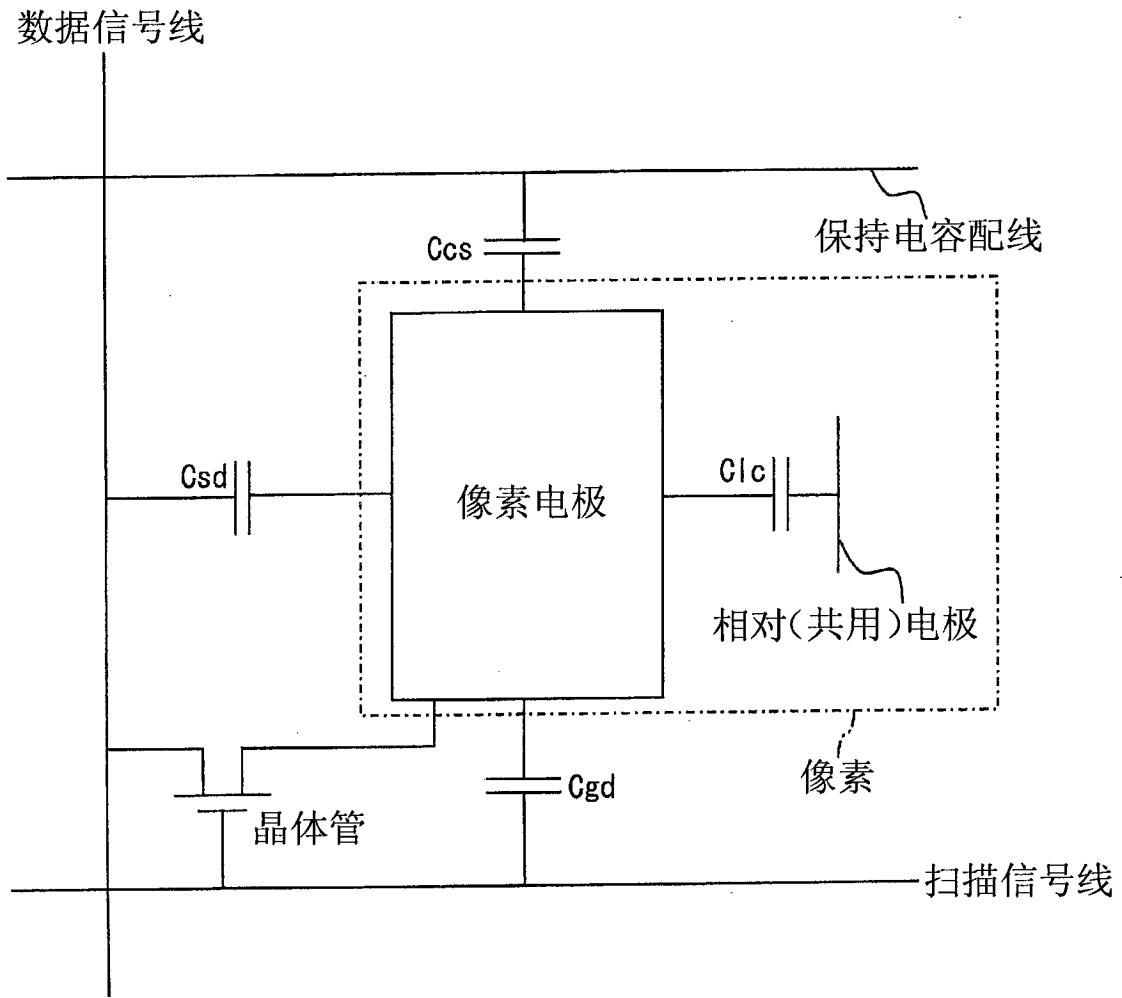 数据信号线
保持电容配线
Ccs
Csd
Clc
像素电极
相对(共用)电极
像素
Cgd
晶体管
扫描信号线